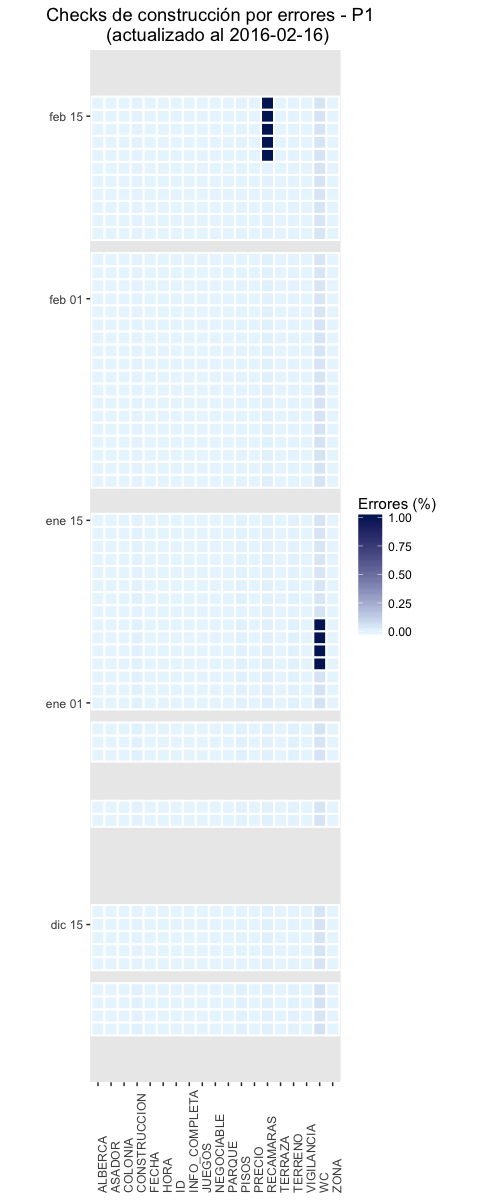 Checks de construcción por errores - P1
(actualizado al 2016-02-16)
feb 15
feb 01
ene 15
ene 01
dic 15
Errores (%)
1.00
0.75
0.50
0.25
0.00
ALBERCA
ASADOR
COLONIA
CONSTRUCCION
FECHA
HORA
ID
INFO_COMPLETA
JUEGOS
NEGOCIABLE
PARQUE
PISOS
PRECIO
RECAMARAS
TERRAZA
TERRENO
VIGILANCIA
WC
ZONA